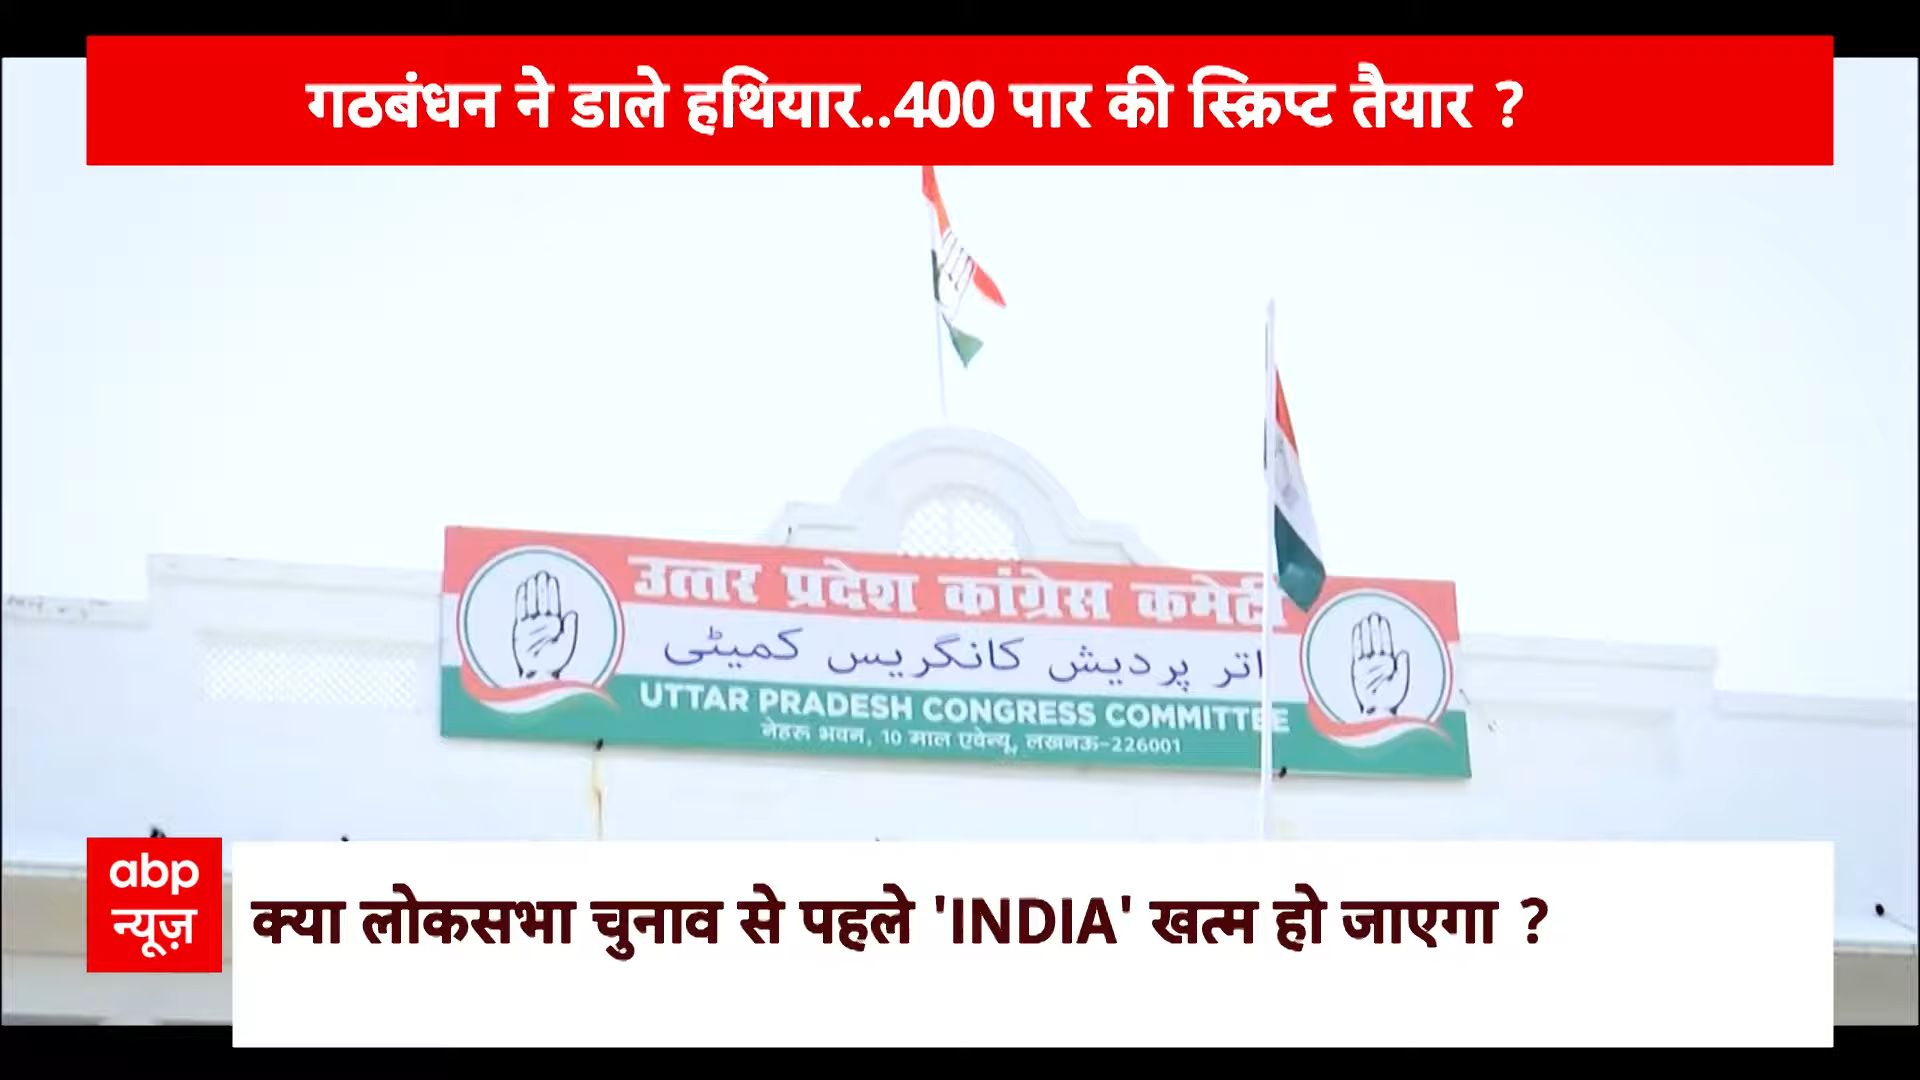 गठबंधन ने डाले हथियार..400 पार की स्क्रिप्ट तैयार ?
उत्तर प्रदेश कांग्रेस कमेटी
اتر پردیش کانگریس کمیٹی
UTTAR PRADESH CONGRESS COMMITTEE
नेहरू भवन, 10 माल एवेन्यू, लखनऊ-226001
abp
न्यूज़
क्या लोकसभा चुनाव से पहले 'INDIA' खत्म हो जाएगा ?